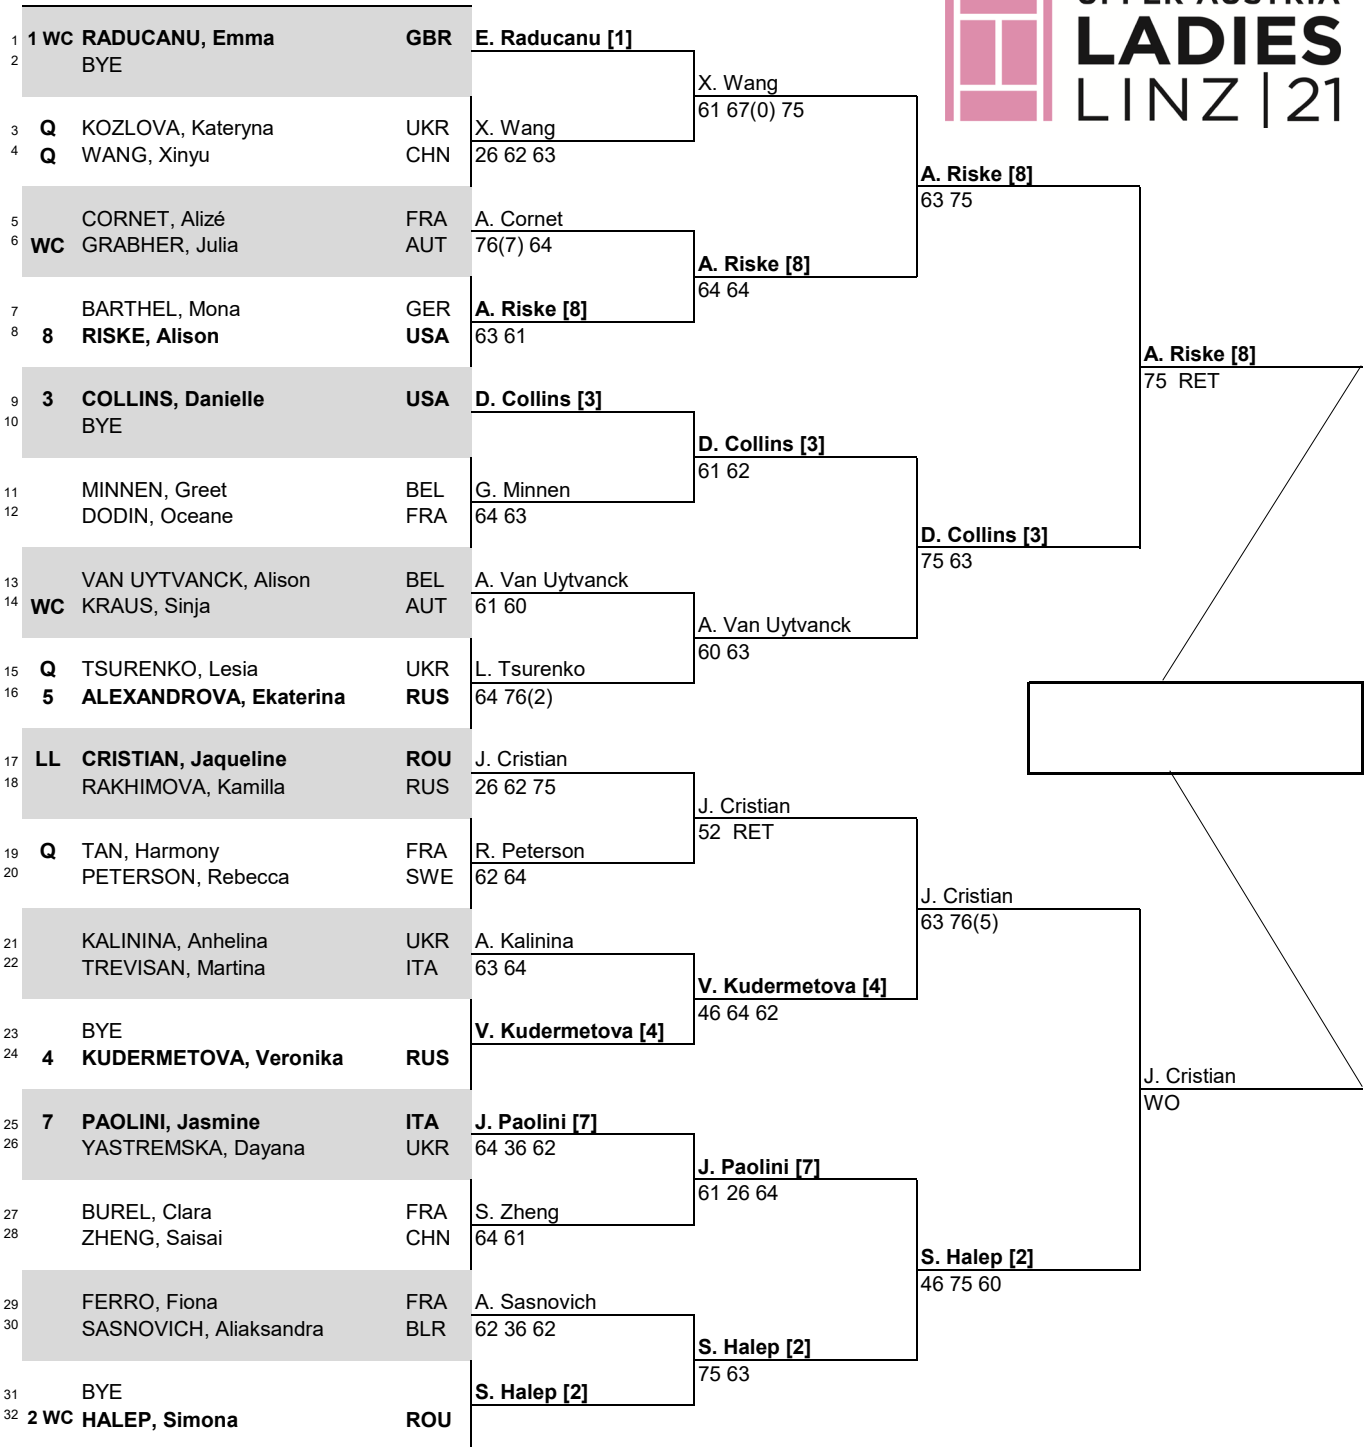 UPPER AUSTRIA
LADIES
LINZ | 21
1 1 WC RADUCANU, Emma GBR E. Raducanu [1]
2 BYE
X. Wang
61 67(0) 75
3 Q KOZLOVA, Kateryna UKR X. Wang
4 Q WANG, Xinyu CHN 26 62 63
A. Riske [8]
63 75
5 CORNET, Alizé FRA A. Cornet
6 WC GRABHER, Julia AUT 76(7) 64
A. Riske [8]
64 64
7 BARTHEL, Mona GER A. Riske [8]
8 8 RISKE, Alison USA 63 61
A. Riske [8]
75 RET
9 3 COLLINS, Danielle USA D. Collins [3]
10 BYE
D. Collins [3]
61 62
11 MINNEN, Greet BEL G. Minnen
12 DODIN, Oceane FRA 64 63
D. Collins [3]
75 63
13 VAN UYTVANCK, Alison BEL A. Van Uytvanck
14 WC KRAUS, Sinja AUT 61 60
A. Van Uytvanck
60 63
15 Q TSURENKO, Lesia UKR L. Tsurenko
16 5 ALEXANDROVA, Ekaterina RUS 64 76(2)
17 LL CRISTIAN, Jaqueline ROU J. Cristian
18 RAKHIMOVA, Kamilla RUS 26 62 75
J. Cristian
52 RET
19 Q TAN, Harmony FRA R. Peterson
20 PETERSON, Rebecca SWE 62 64
J. Cristian
63 76(5)
21 KALININA, Anhelina UKR A. Kalinina
22 TREVISAN, Martina ITA 63 64
V. Kudermetova [4]
46 64 62
23 BYE V. Kudermetova [4]
24 4 KUDERMETOVA, Veronika RUS
J. Cristian
WO
25 7 PAOLINI, Jasmine ITA J. Paolini [7]
26 YASTREMSKA, Dayana UKR 64 36 62
J. Paolini [7]
61 26 64
27 BUREL, Clara FRA S. Zheng
28 ZHENG, Saisai CHN 64 61
S. Halep [2]
46 75 60
29 FERRO, Fiona FRA A. Sasnovich
30 SASNOVICH, Aliaksandra BLR 62 36 62
S. Halep [2]
75 63
31 BYE S. Halep [2]
32 2 WC HALEP, Simona ROU